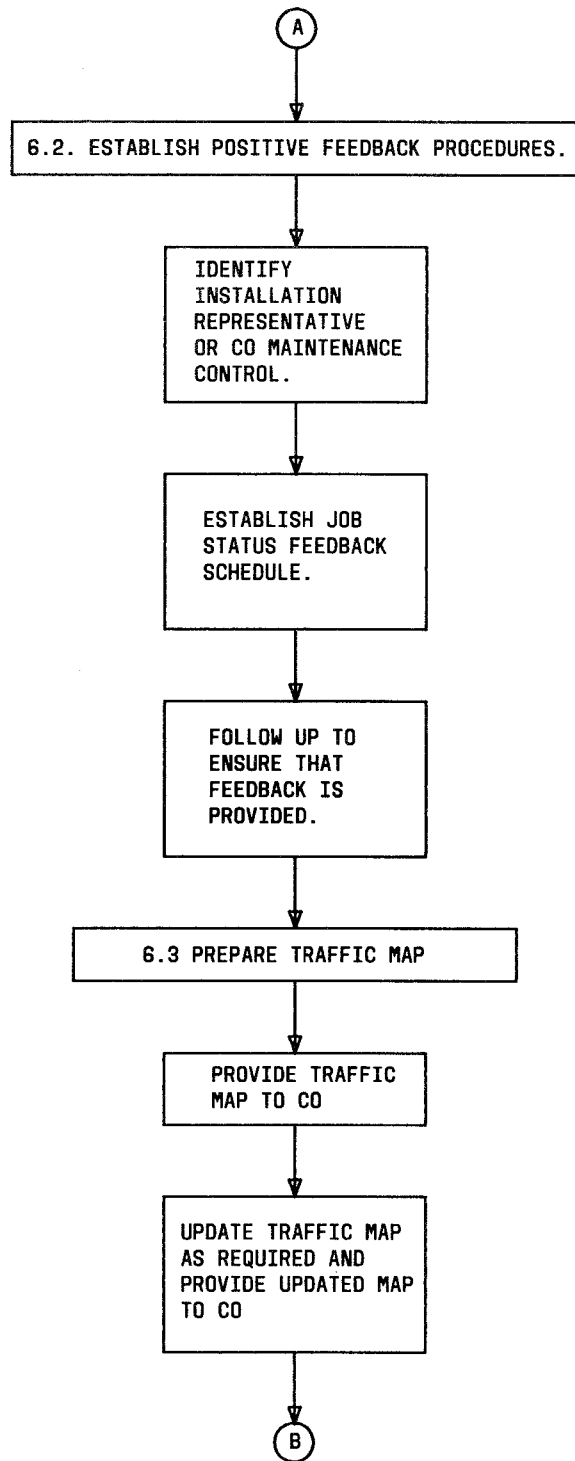 A
6.2. ESTABLISH POSITIVE FEEDBACK PROCEDURES.
IDENTIFY
INSTALLATION
REPRESENTATIVE
OR CO MAINTENANCE
CONTROL.
ESTABLISH JOB
STATUS FEEDBACK
SCHEDULE.
FOLLOW UP TO
ENSURE THAT
FEEDBACK IS
PROVIDED.
6.3 PREPARE TRAFFIC MAP
PROVIDE TRAFFIC
MAP TO CO
UPDATE TRAFFIC MAP
AS REQUIRED AND
PROVIDE UPDATED MAP
TO CO
B